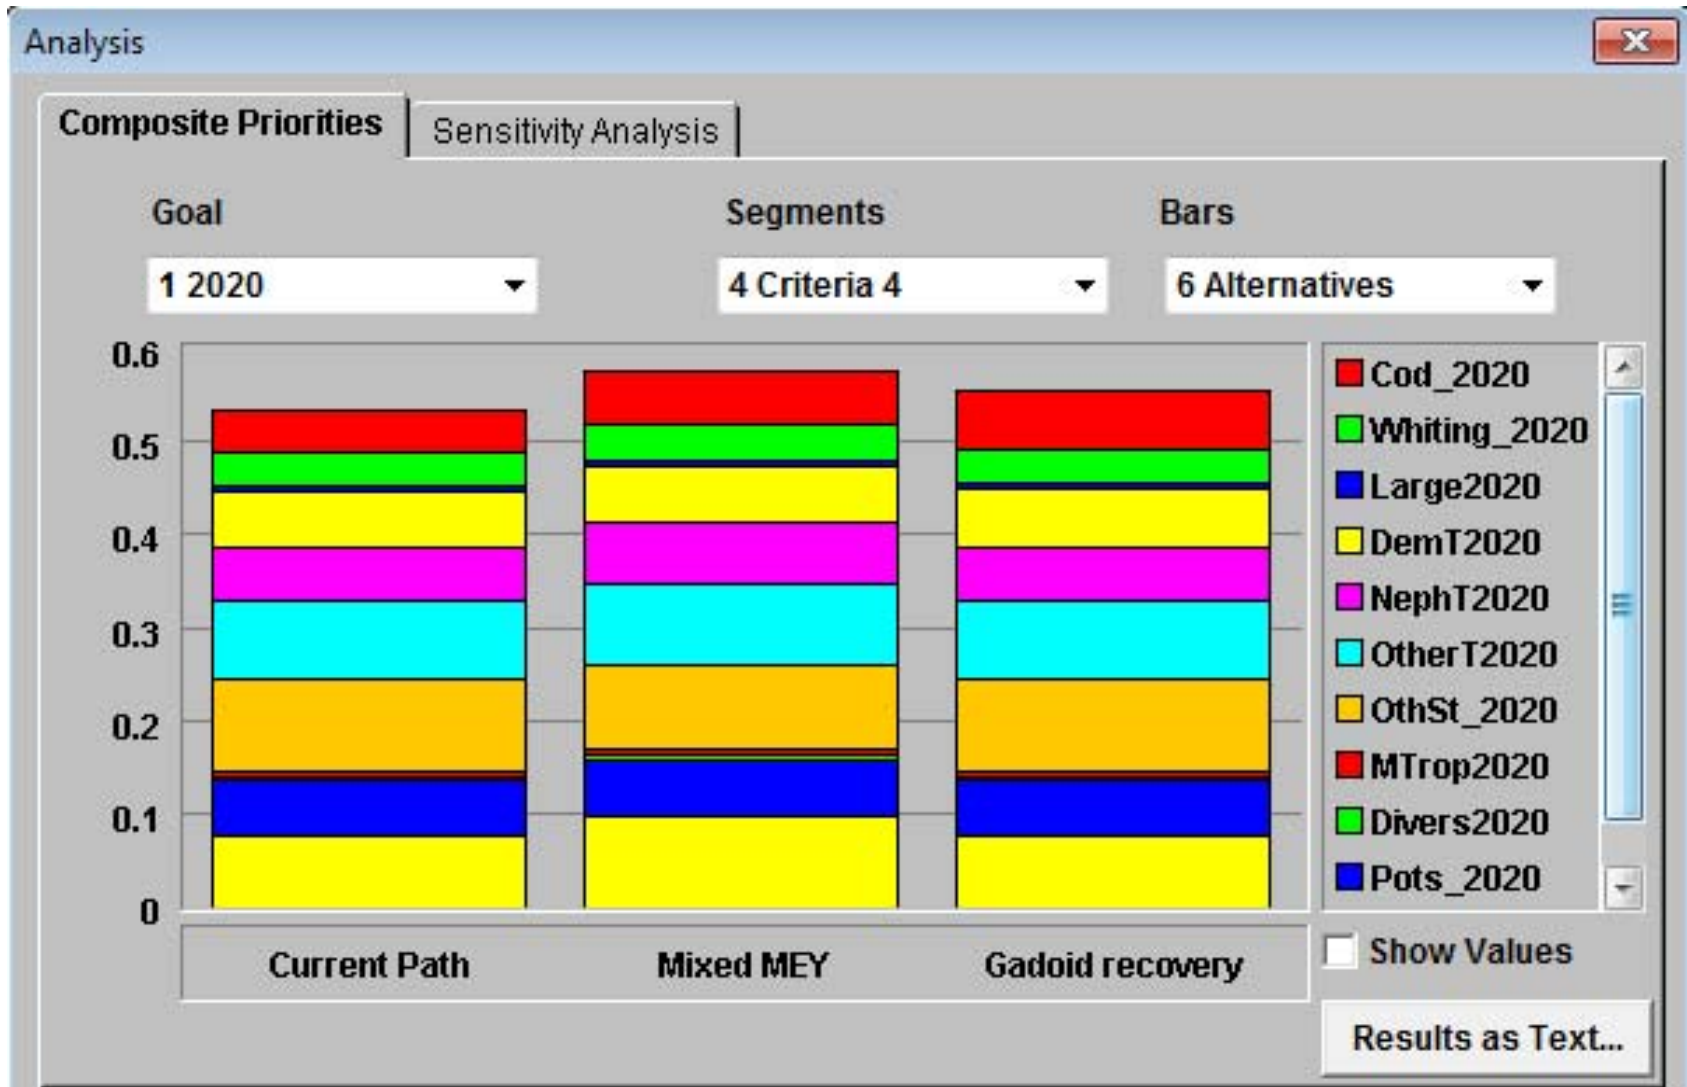 Analysis
Composite Priorities
Sensitivity Analysis
Goal
Segments
Bars
1 2020
4 Criteria 4
6 Alternatives
0.6
0.5
0.4
0.3
0.2
0.1
0
Cod_2020
Whiting_2020
Large2020
DemT2020
NephT2020
OtherT2020
OthSt_2020
MTrop2020
Divers2020
Pots_2020
Current Path
Mixed MEY
Gadoid recovery
Show Values
Results as Text...